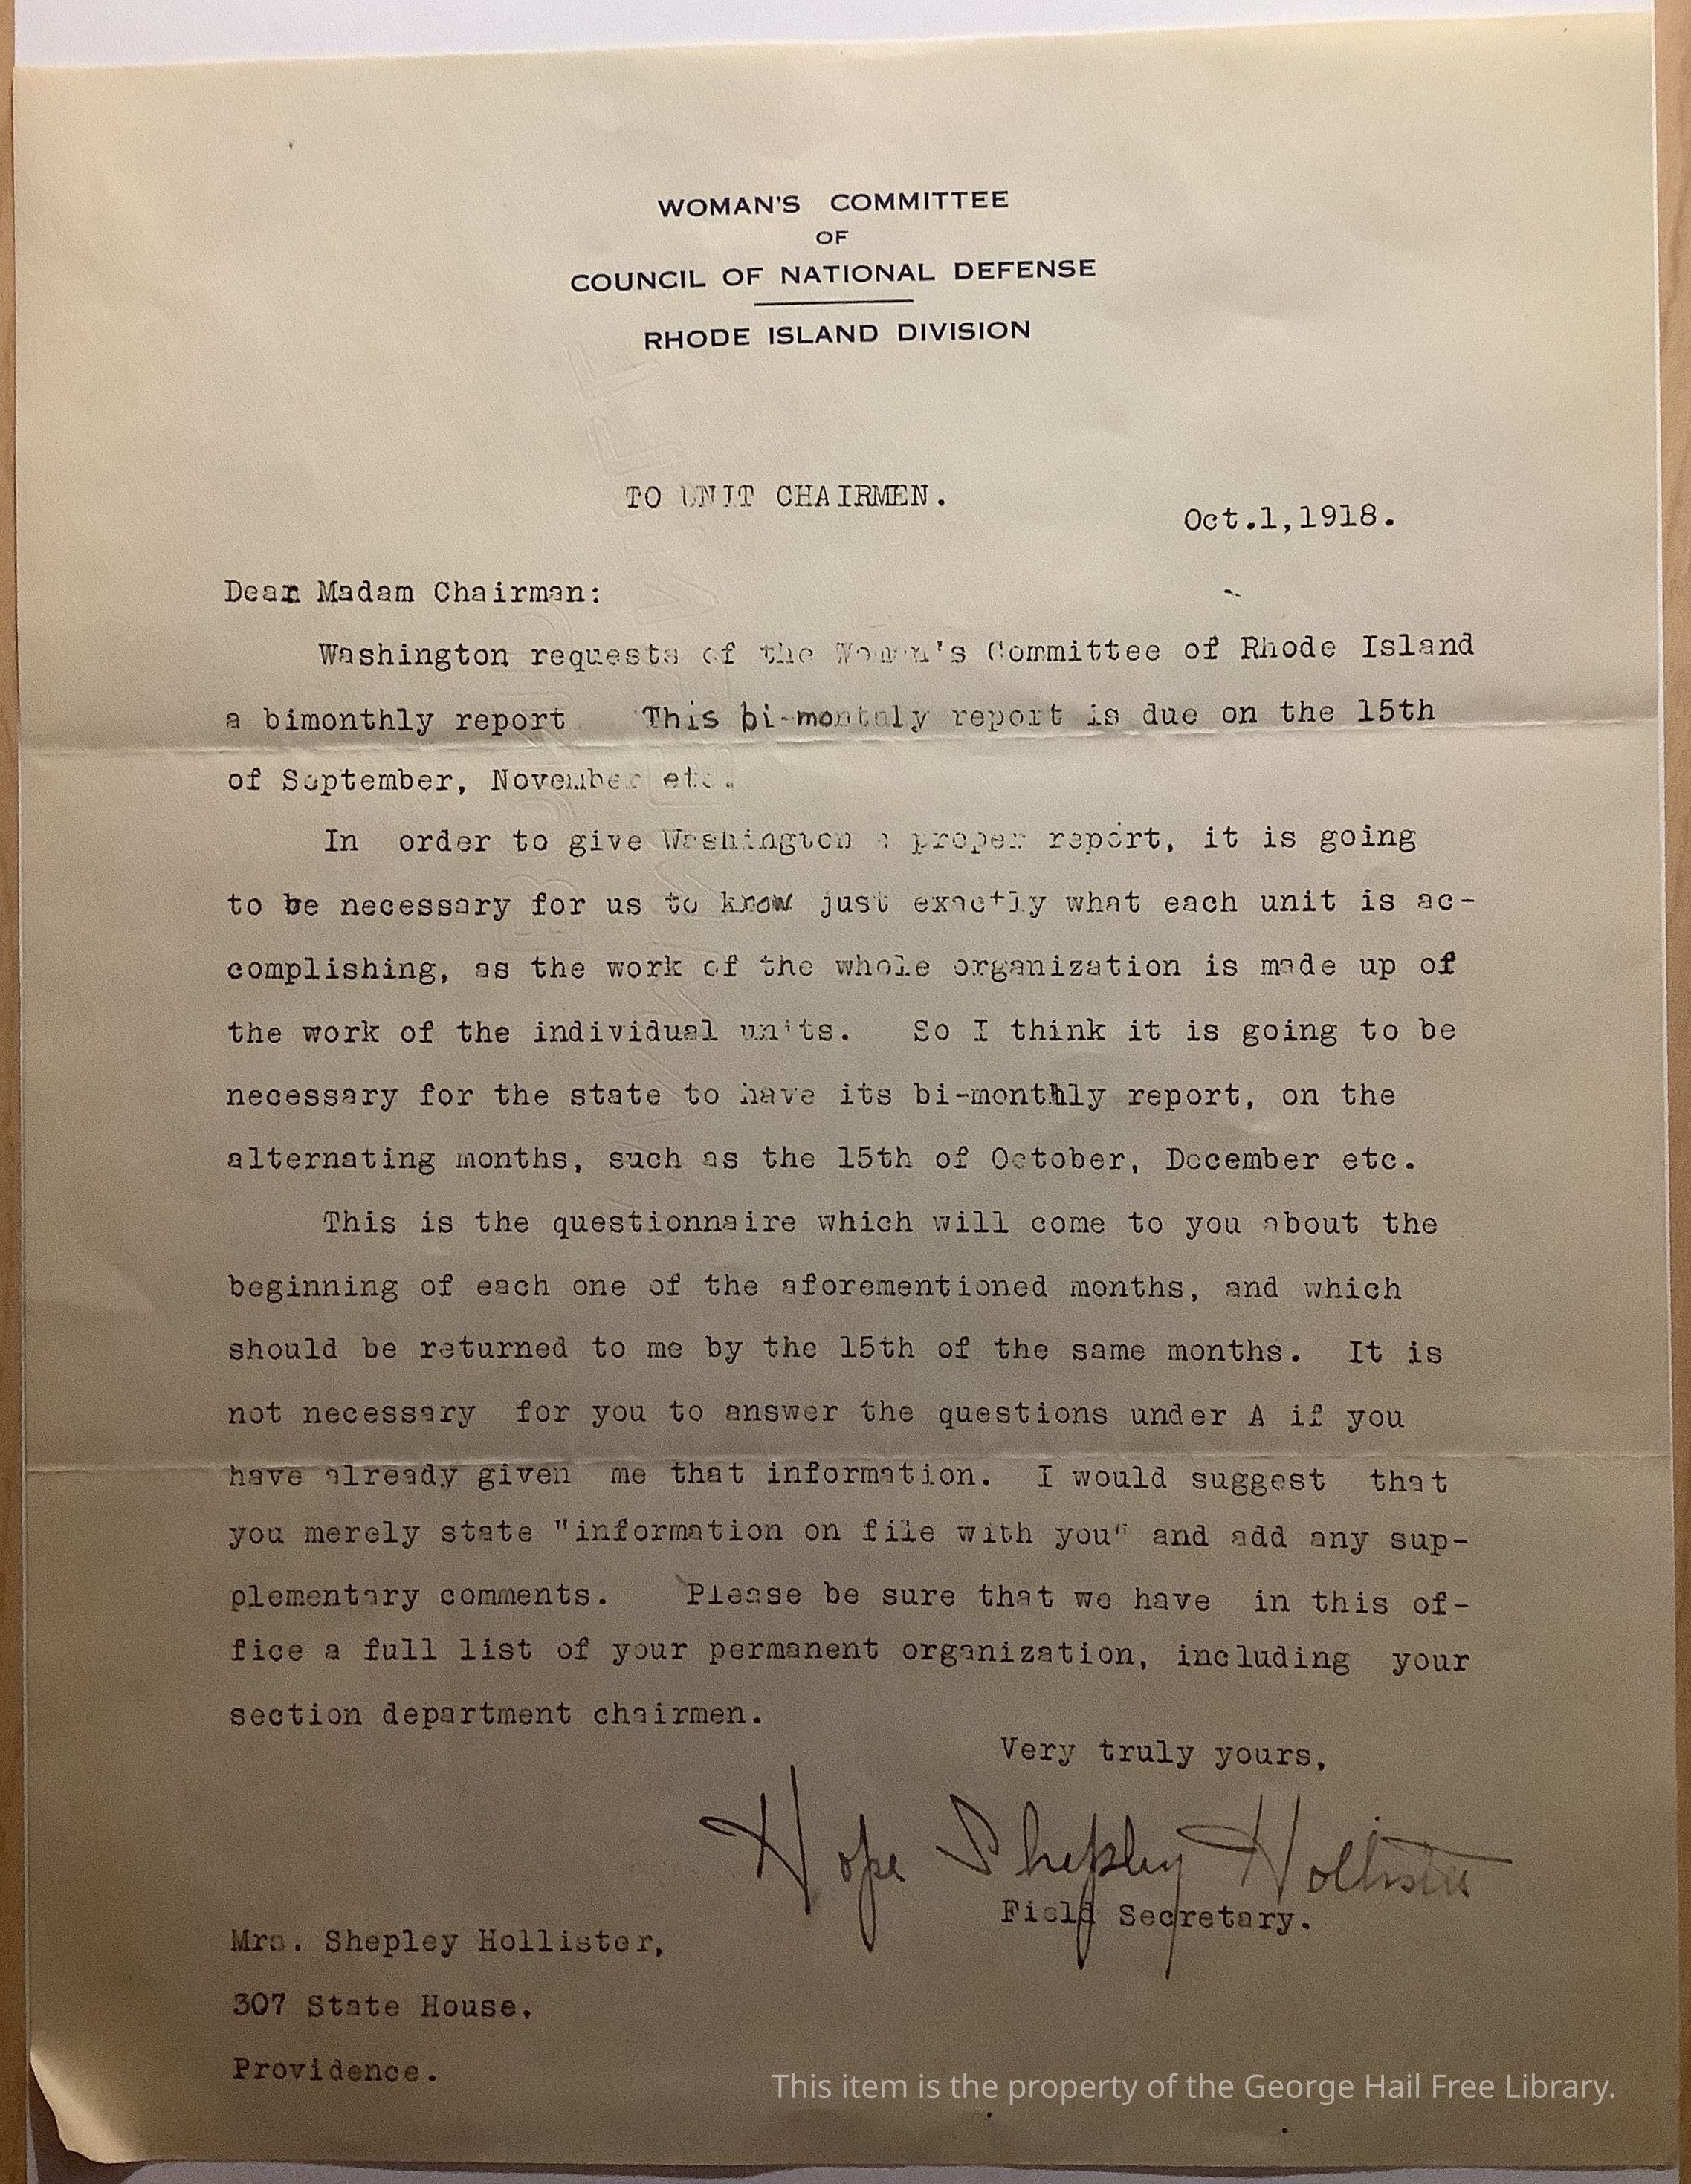 WOMAN'S COMMITTEE
OF
COUNCIL OF NATIONAL DEFENSE
RHODE ISLAND DIVISION
TO UNIT CHAIRMEN.
Oct.1,1918.
Dear Madam Chairman:
Washington requests of the Woman's Committee of Rhode Island
a bimonthly report This bi-monthly report is due on the 15th
of September, November etc.
In order to give Washington a proper report, it is going
to be necessary for us to know just exactly what each unit is ac-
complishing, as the work of the whole organization is made up of
the work of the individual units. So I think it is going to be
necessary for the state to have its bi-monthly report, on the
alternating months, such as the 15th of October, December etc.
This is the questionnaire which will come to you about the
beginning of each one of the aforementioned months, and which
should be returned to me by the 15th of the same months. It is
not necessary for you to answer the questions under A if you
have already given me that information. I would suggest that
you merely state "information on file with you" and add any sup-
plementary comments. Please be sure that we have in this of-
fice a full list of your permanent organization, including your
section department chairmen.
Very truly yours,
Hope Shepley Hollister
Field Secretary.
Mrs. Shepley Hollister,
307 State House,
Providence.
This item is the property of the George Hail Free Library.